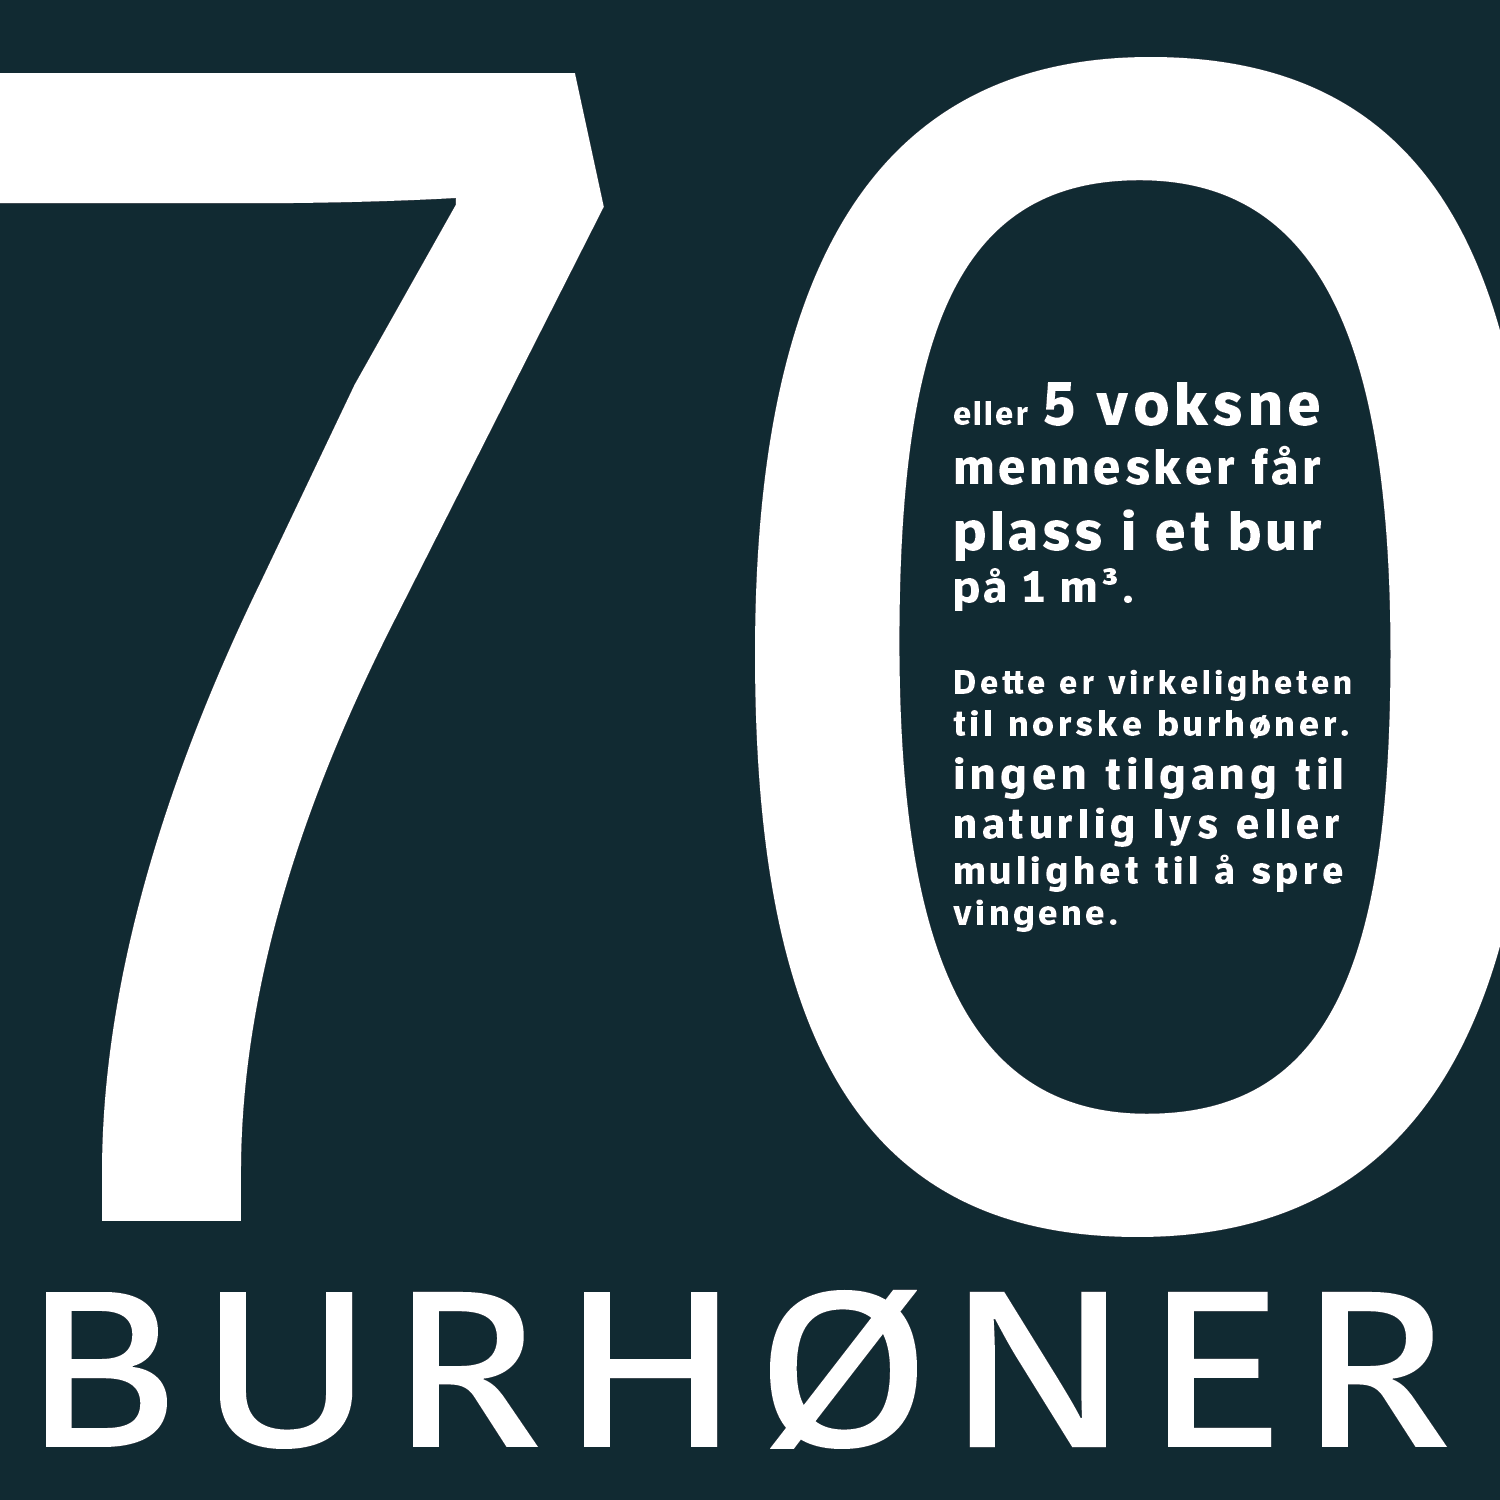 70
eller 5 voksne
mennesker får
plass i et bur
på 1 m³.
Dette er virkeligheten
til norske burhøner.
ingen tilgang til
naturlig lys eller
mulighet til å spre
vingene.
BURHØNER